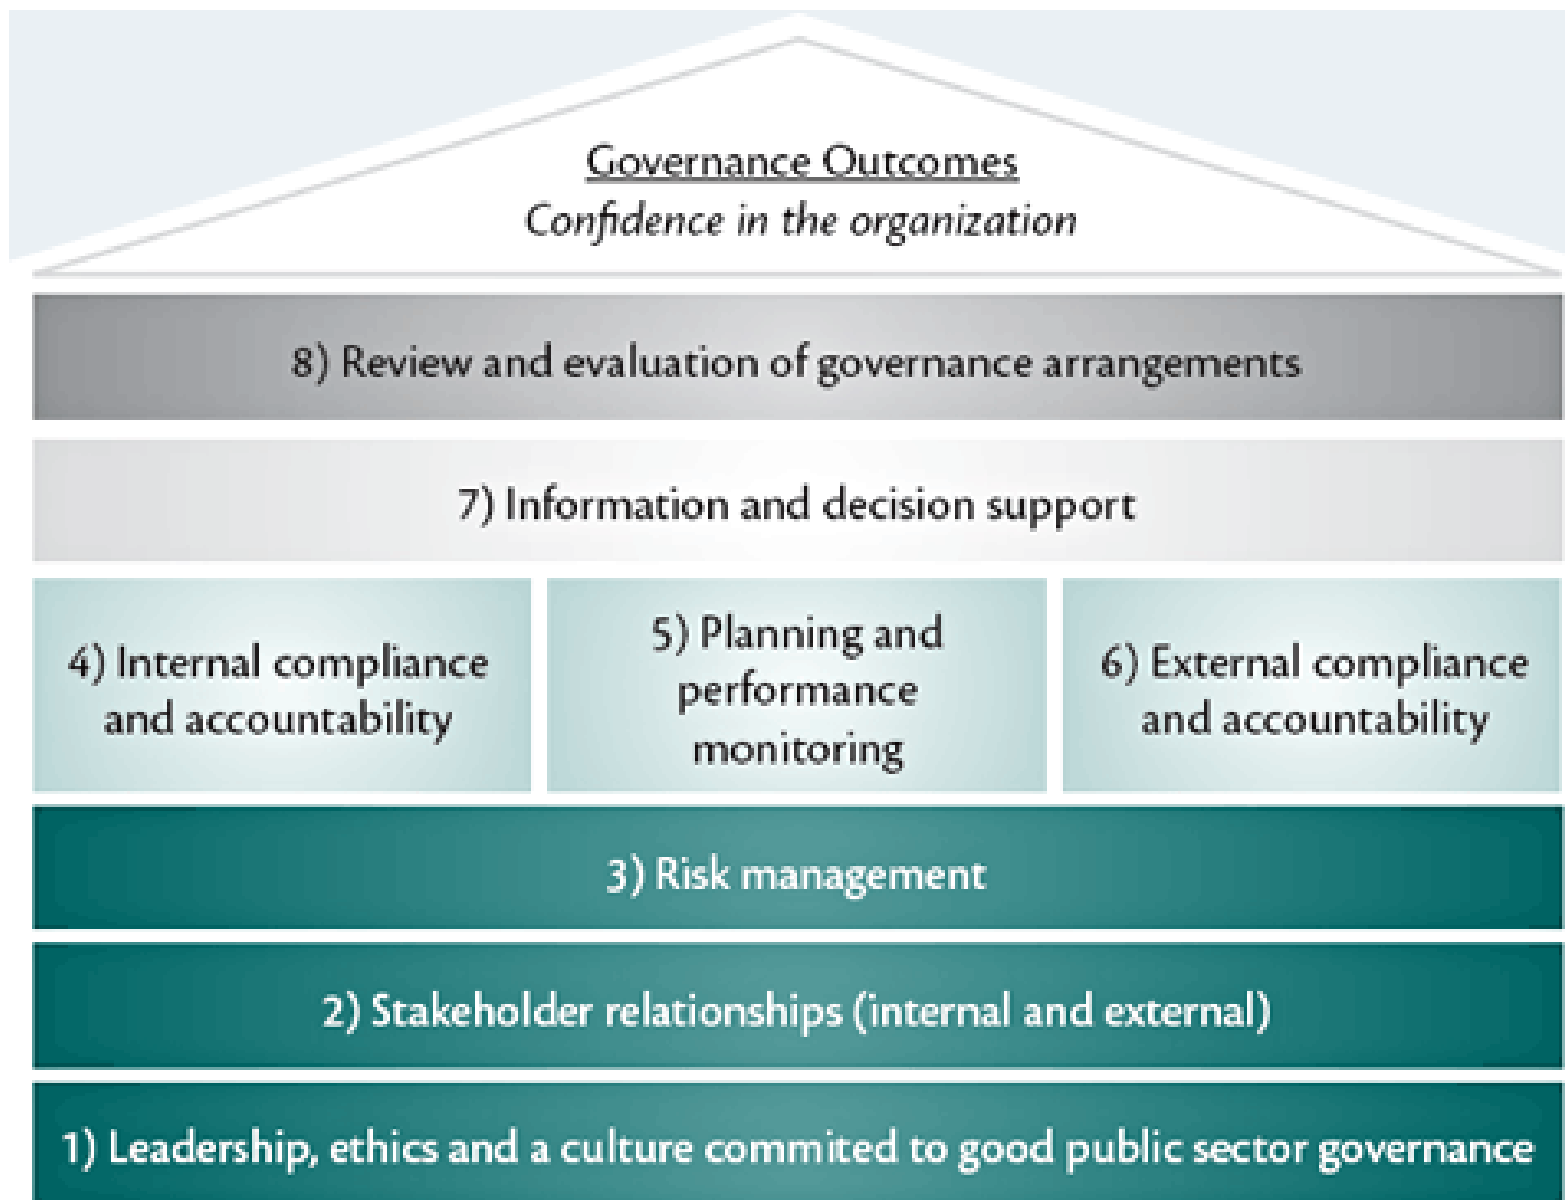 Governance Outcomes
Confidence in the organization
8) Review and evaluation of governance arrangements
7) Information and decision support
4) Internal compliance
and accountability
5) Planning and
performance
monitoring
6) External compliance
and accountability
3) Risk management
2) Stakeholder relationships (internal and external)
1) Leadership, ethics and a culture commited to good public sector governance